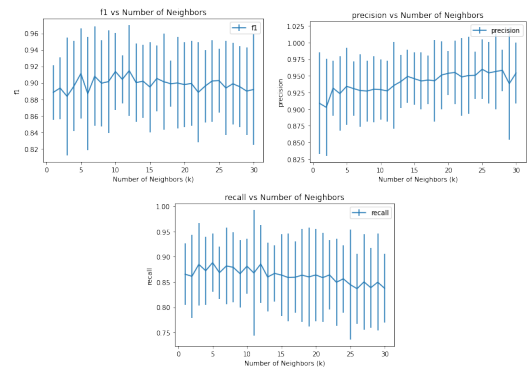 f1 vs Number of Neighbors
f1
0.96
0.94
0.92
0.90
0.88
0.86
0.84
0.82
f1
0 5 10 15 20 25 30
Number of Neighbors (k)
precision vs Number of Neighbors
precision
1.025
1.000
0.975
0.950
0.925
0.900
0.875
0.850
0.825
precision
0 5 10 15 20 25 30
Number of Neighbors (k)
recall vs Number of Neighbors
recall
1.00
0.95
0.90
0.85
0.80
0.75
recall
0 5 10 15 20 25 30
Number of Neighbors (k)